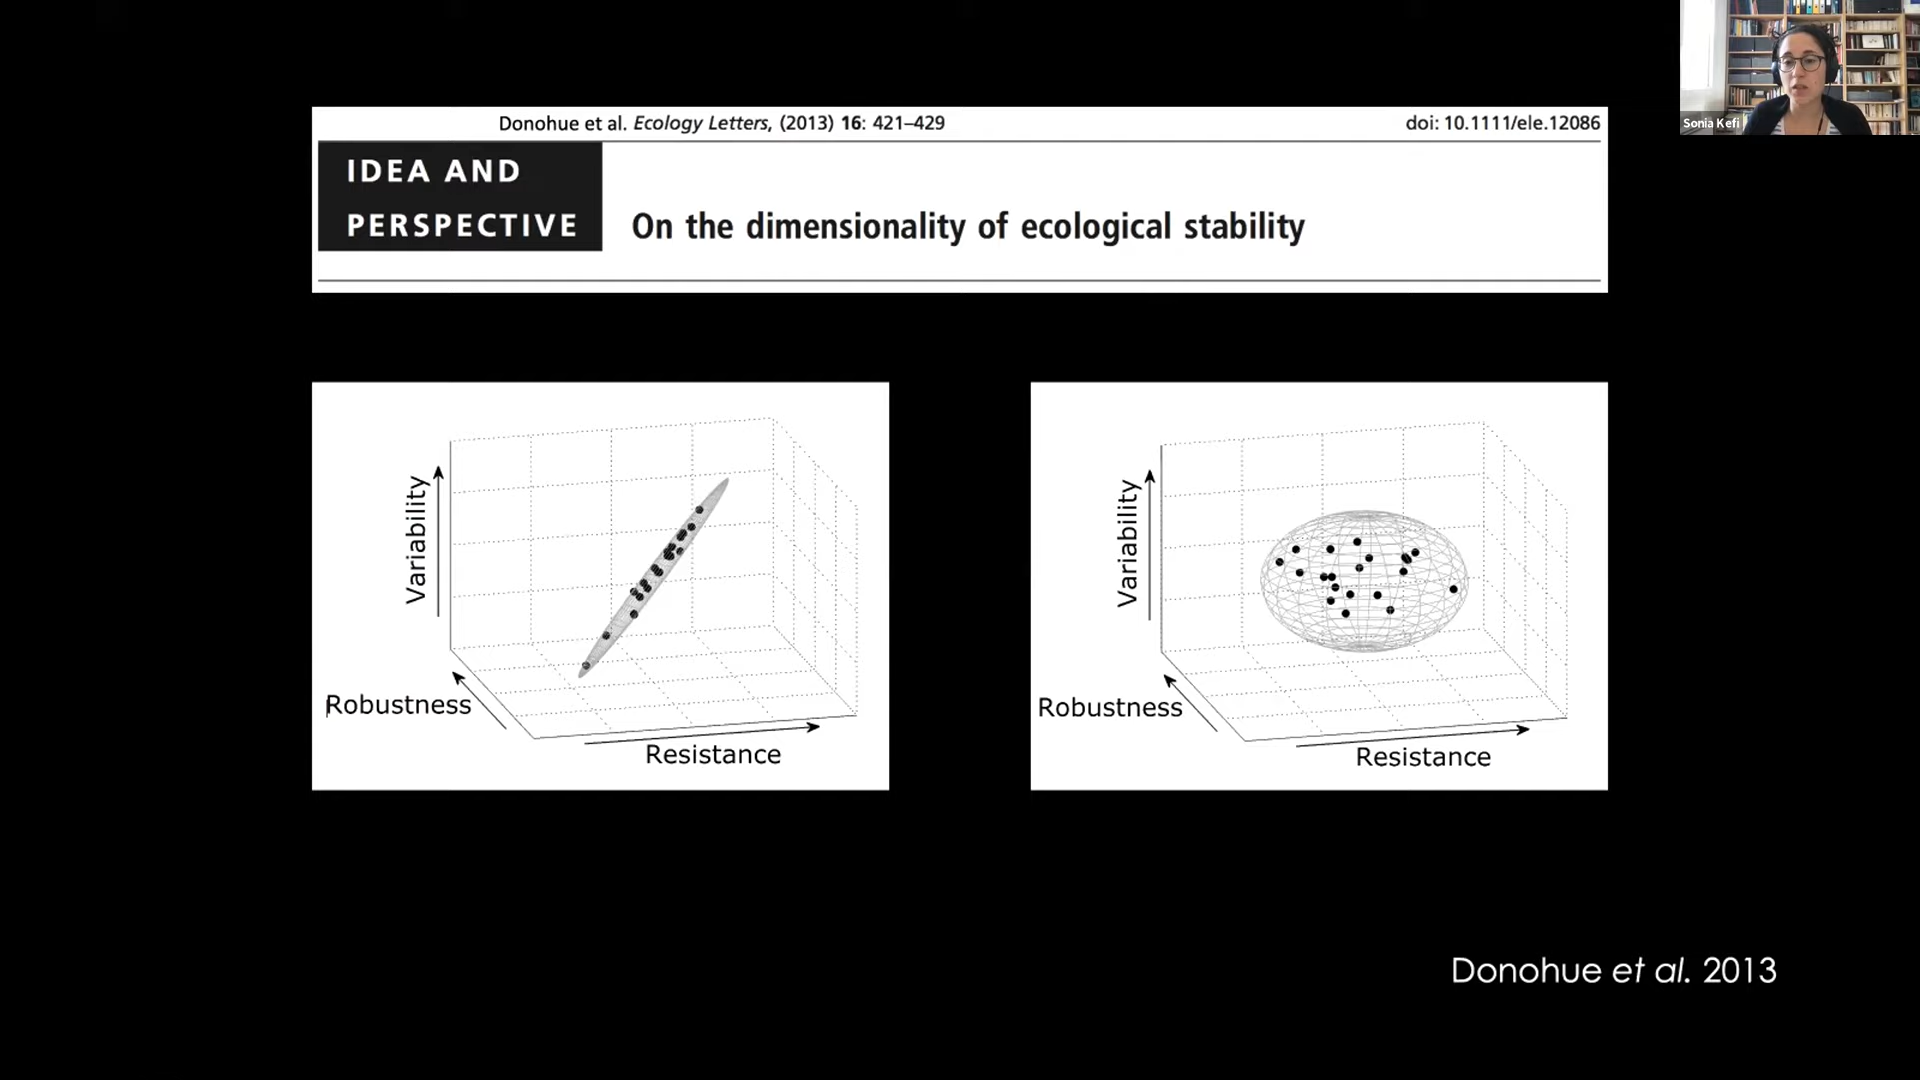 Sonia Kefi
Donohue et al. Ecology Letters, (2013) 16: 421–429
doi: 10.1111/ele.12086
IDEA AND
PERSPECTIVE
On the dimensionality of ecological stability
Variability
Robustness
Resistance
Variability
Robustness
Resistance
Donohue et al. 2013